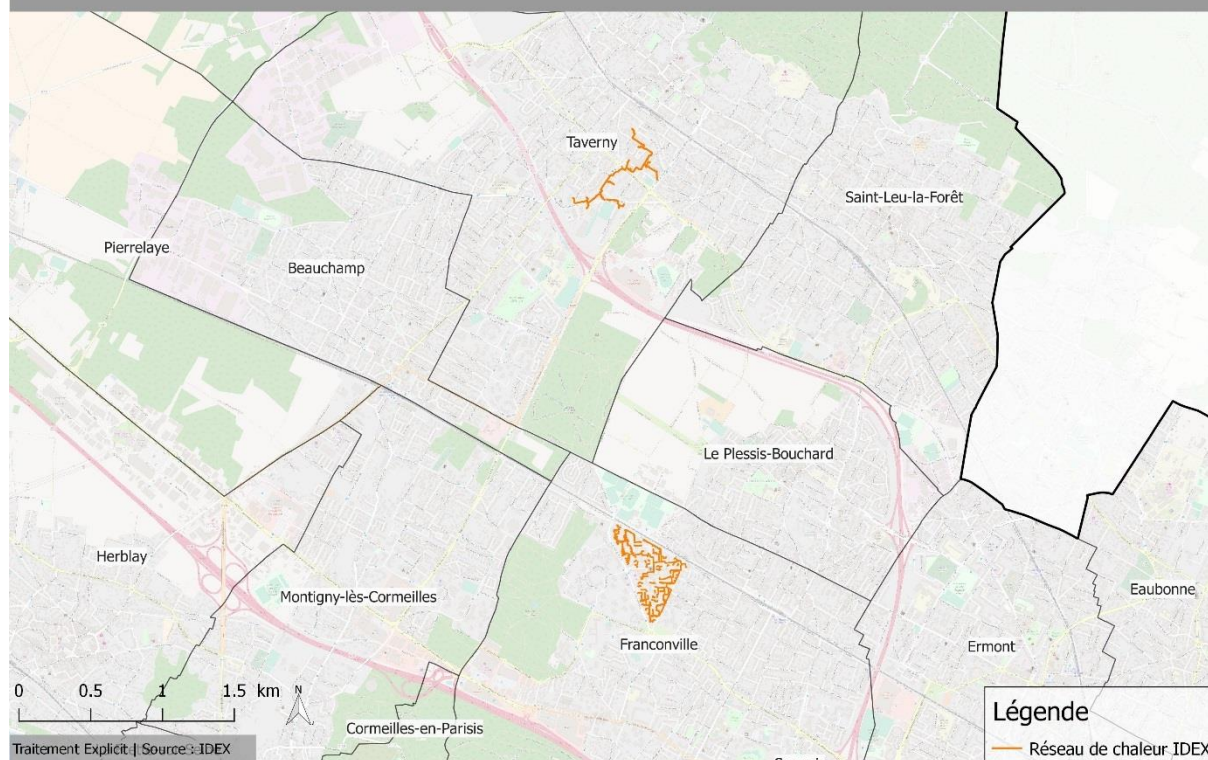 Taverny
Saint-Leu-la-Forêt
Pierrelaye
Beauchamp
Le Plessis-Bouchard
Herblay
Montigny-lès-Cormeilles
Eaubonne
Franconville
Ermont
0 0.5 1 1.5 km
N
Cormeilles-en-Parisis
Légende
Réseau de chaleur IDEX
Traitement Explicit | Source : IDEX